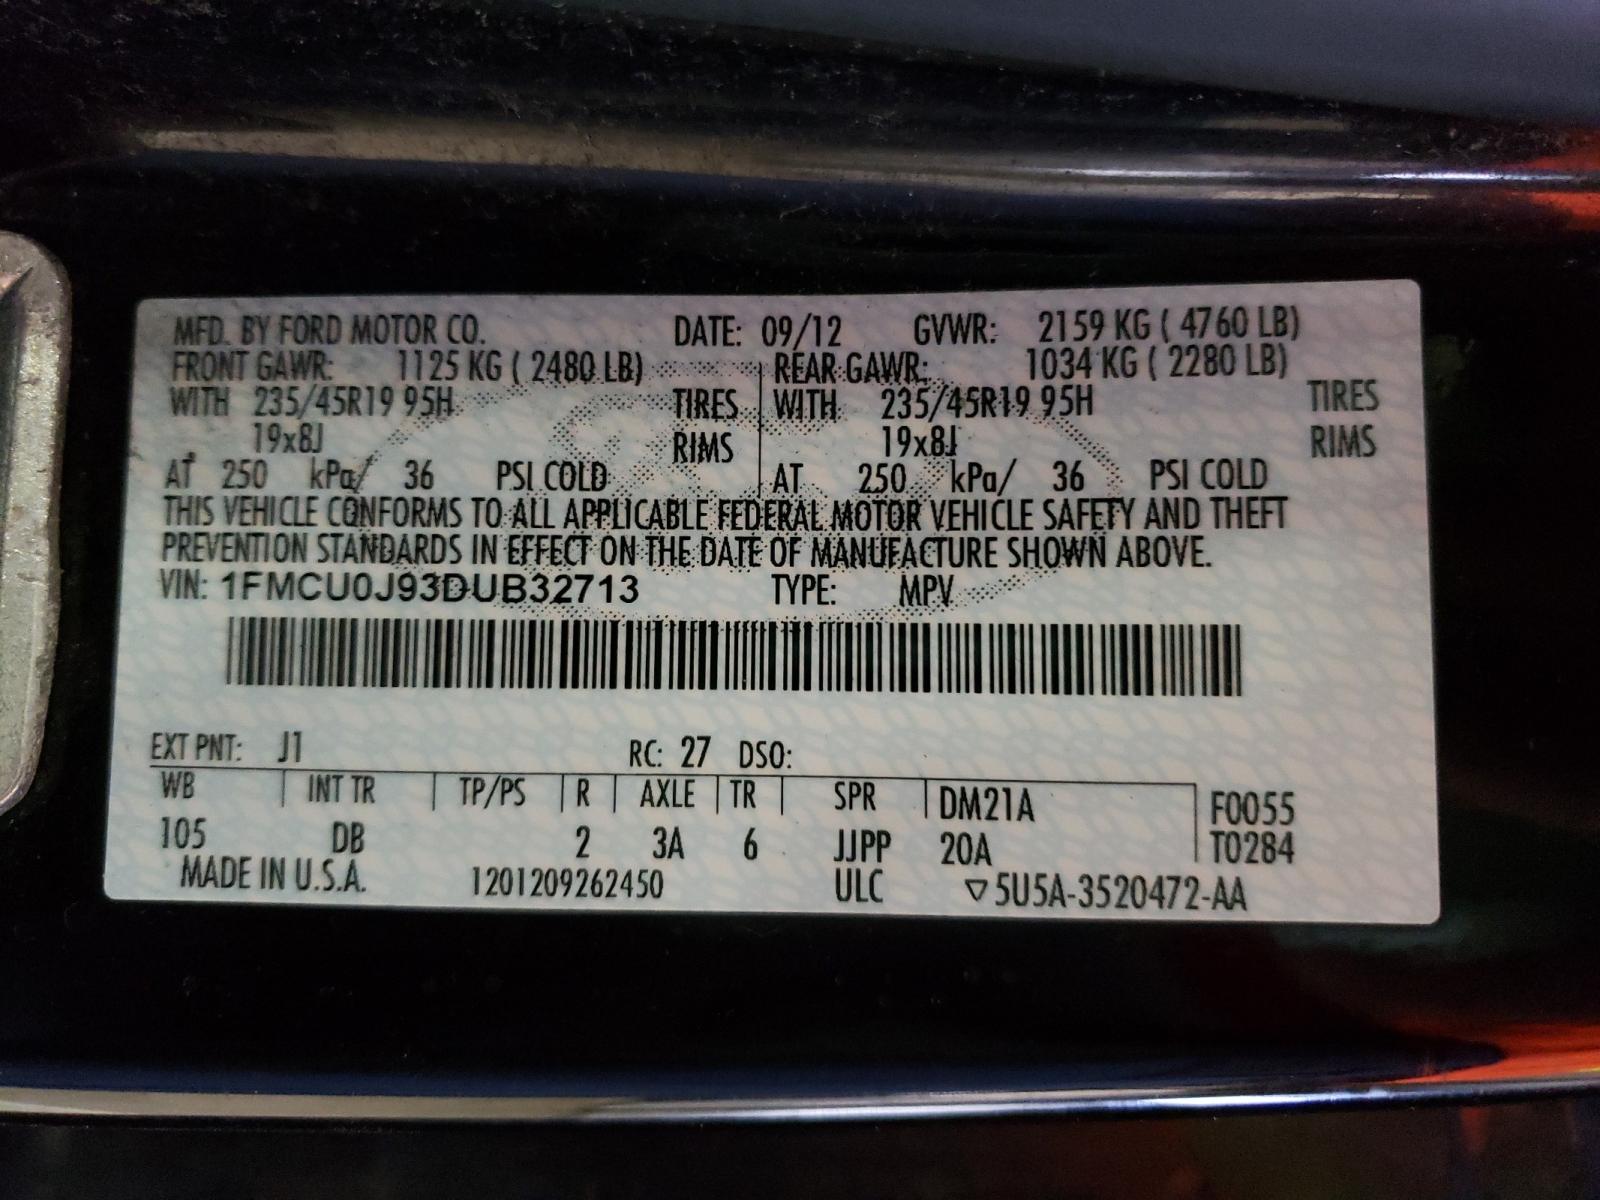 MFD. BY FORD MOTOR CO. DATE: 09/12 GVWR: 2159 KG ( 4760 LB)
FRONT GAWR: 1125 KG ( 2480 LB) REAR GAWR: 1034 KG ( 2280 LB)
WITH 235/45R19 95H TIRES WITH 235/45R19 95H TIRES
19x8J RIMS 19x8J RIMS
AT 250 kPa/ 36 PSI COLD AT 250 kPa/ 36 PSI COLD
THIS VEHICLE CONFORMS TO ALL APPLICABLE FEDERAL MOTOR VEHICLE SAFETY AND THEFT
PREVENTION STANDARDS IN EFFECT ON THE DATE OF MANUFACTURE SHOWN ABOVE.
VIN: 1FMCU0J93DUB32713 TYPE: MPV
EXT PNT: J1 RC: 27 DSO:
WB INT TR TP/PS R AXLE TR SPR DM21A F0055
105 DB 2 3A 6 JJPP 20A T0284
MADE IN U.S.A. 1201209262450 ULC ▽5U5A-3520472-AA